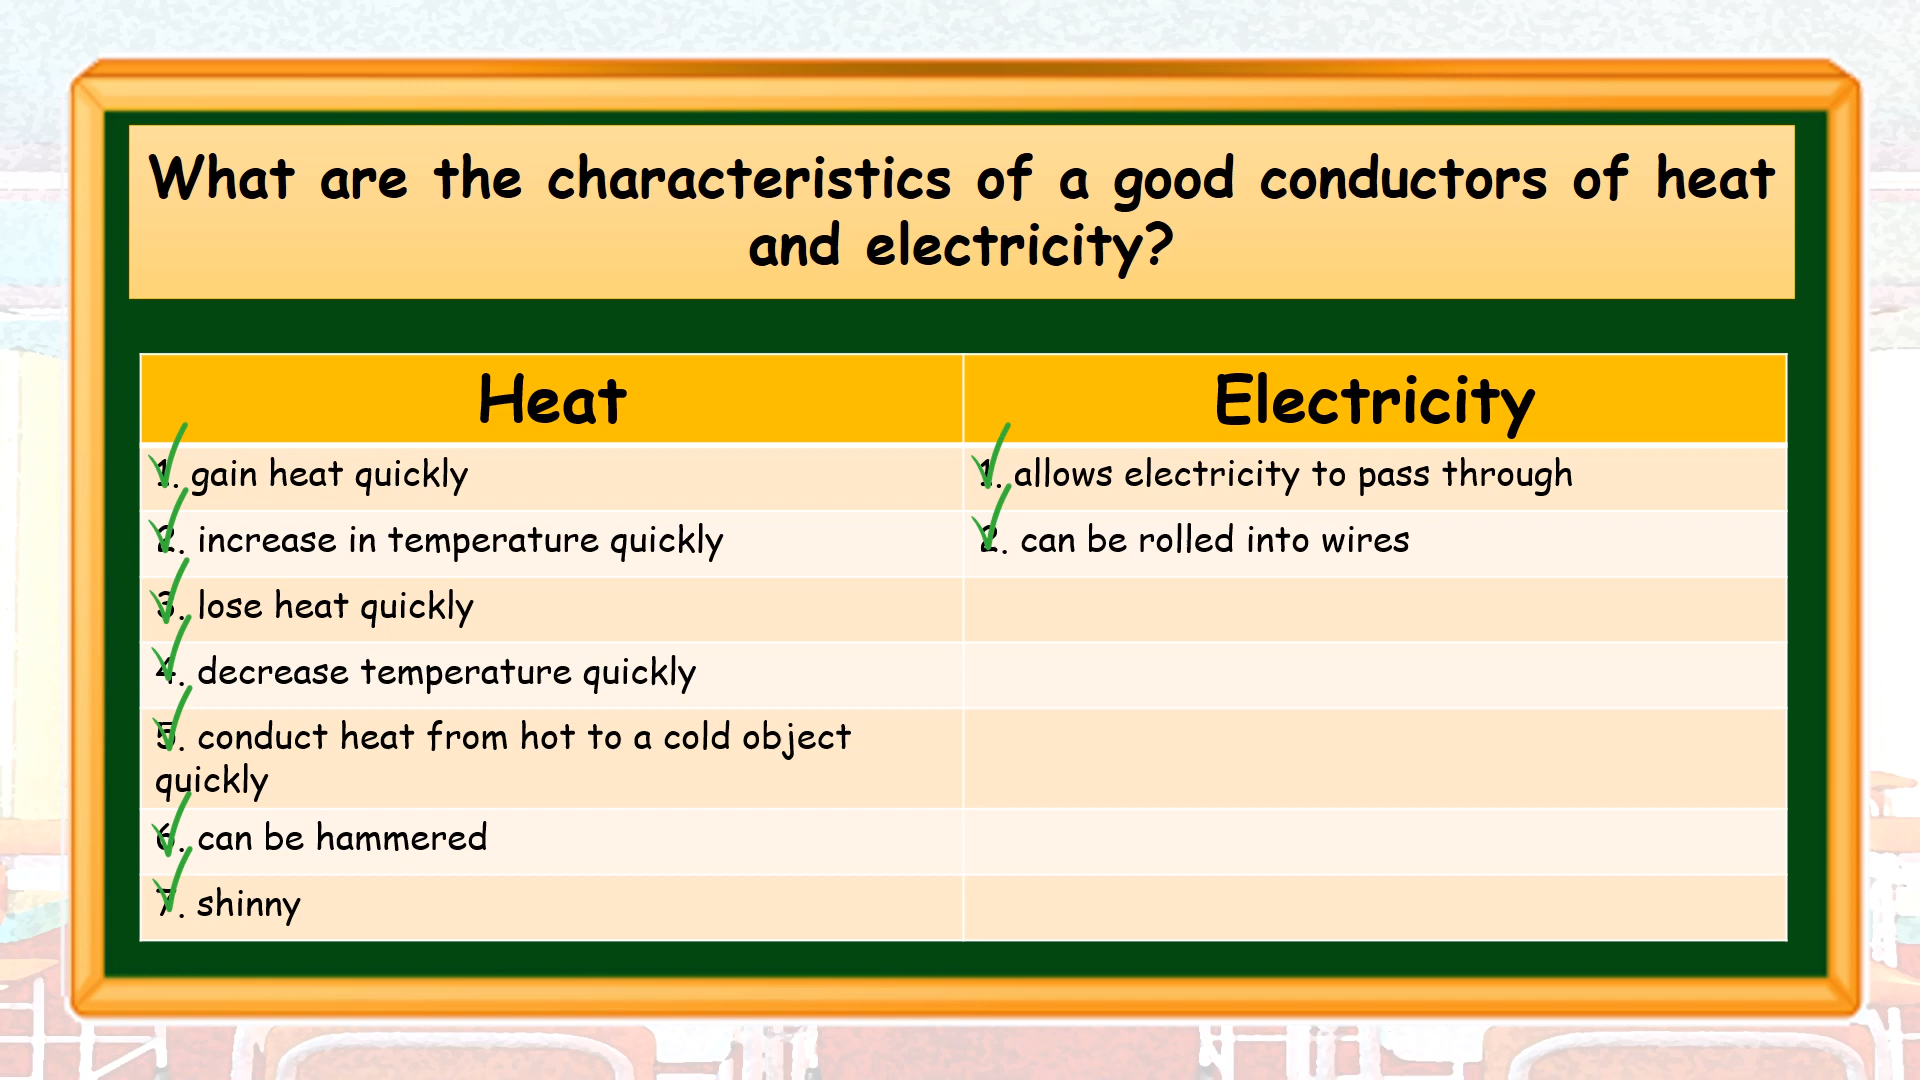 What are the characteristics of a good conductors of heat
and electricity?
Heat
Electricity
1. gain heat quickly
1. allows electricity to pass through
2. increase in temperature quickly
2. can be rolled into wires
3. lose heat quickly
4. decrease temperature quickly
5. conduct heat from hot to a cold object
quickly
6. can be hammered
7. shinny